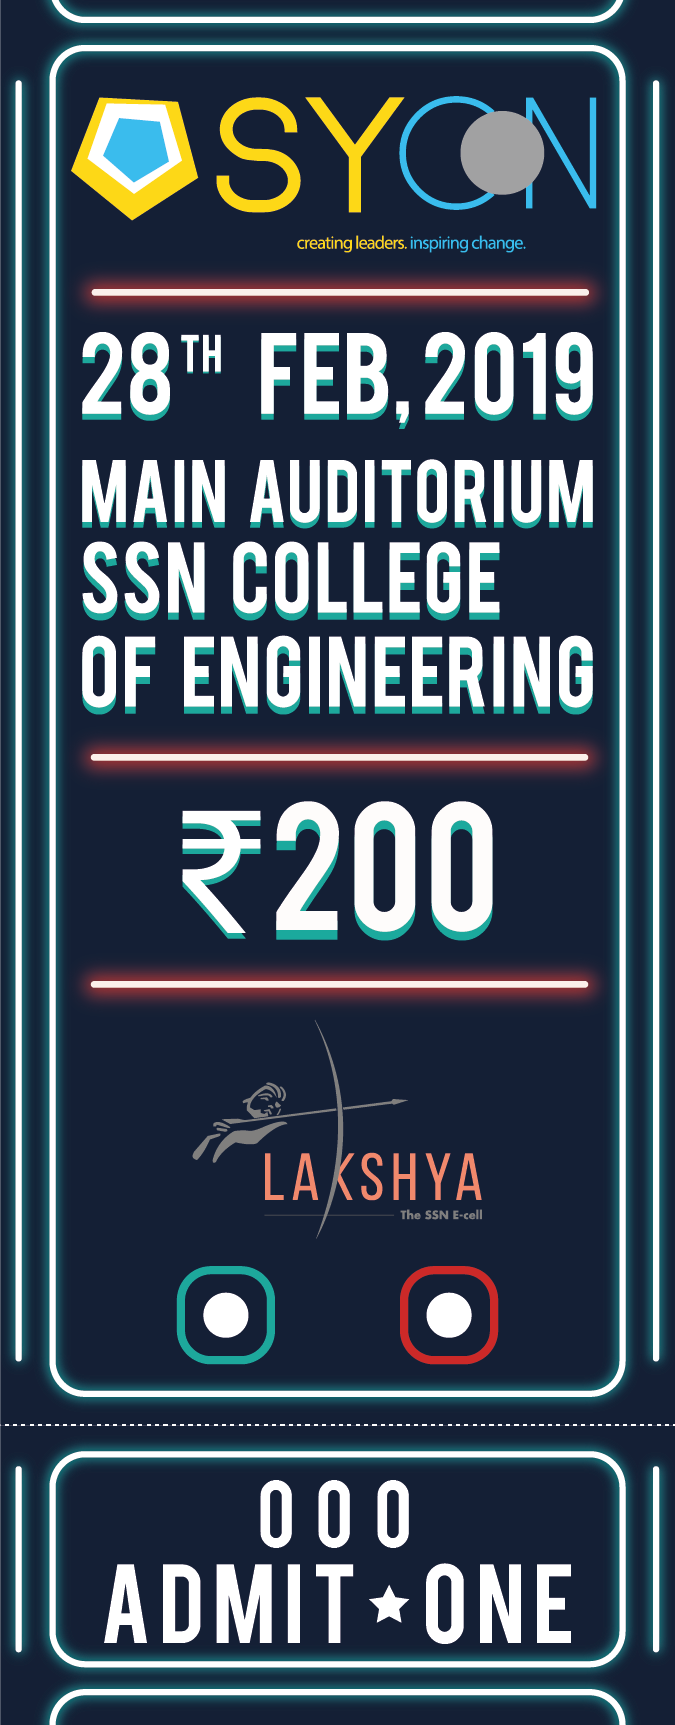 SYCON
creating leaders. inspiring change.
28TH FEB, 2019
MAIN AUDITORIUM
SSN COLLEGE
OF ENGINEERING
₹200
LAKSHYA
The SSN E-cell
000
ADMIT★ONE